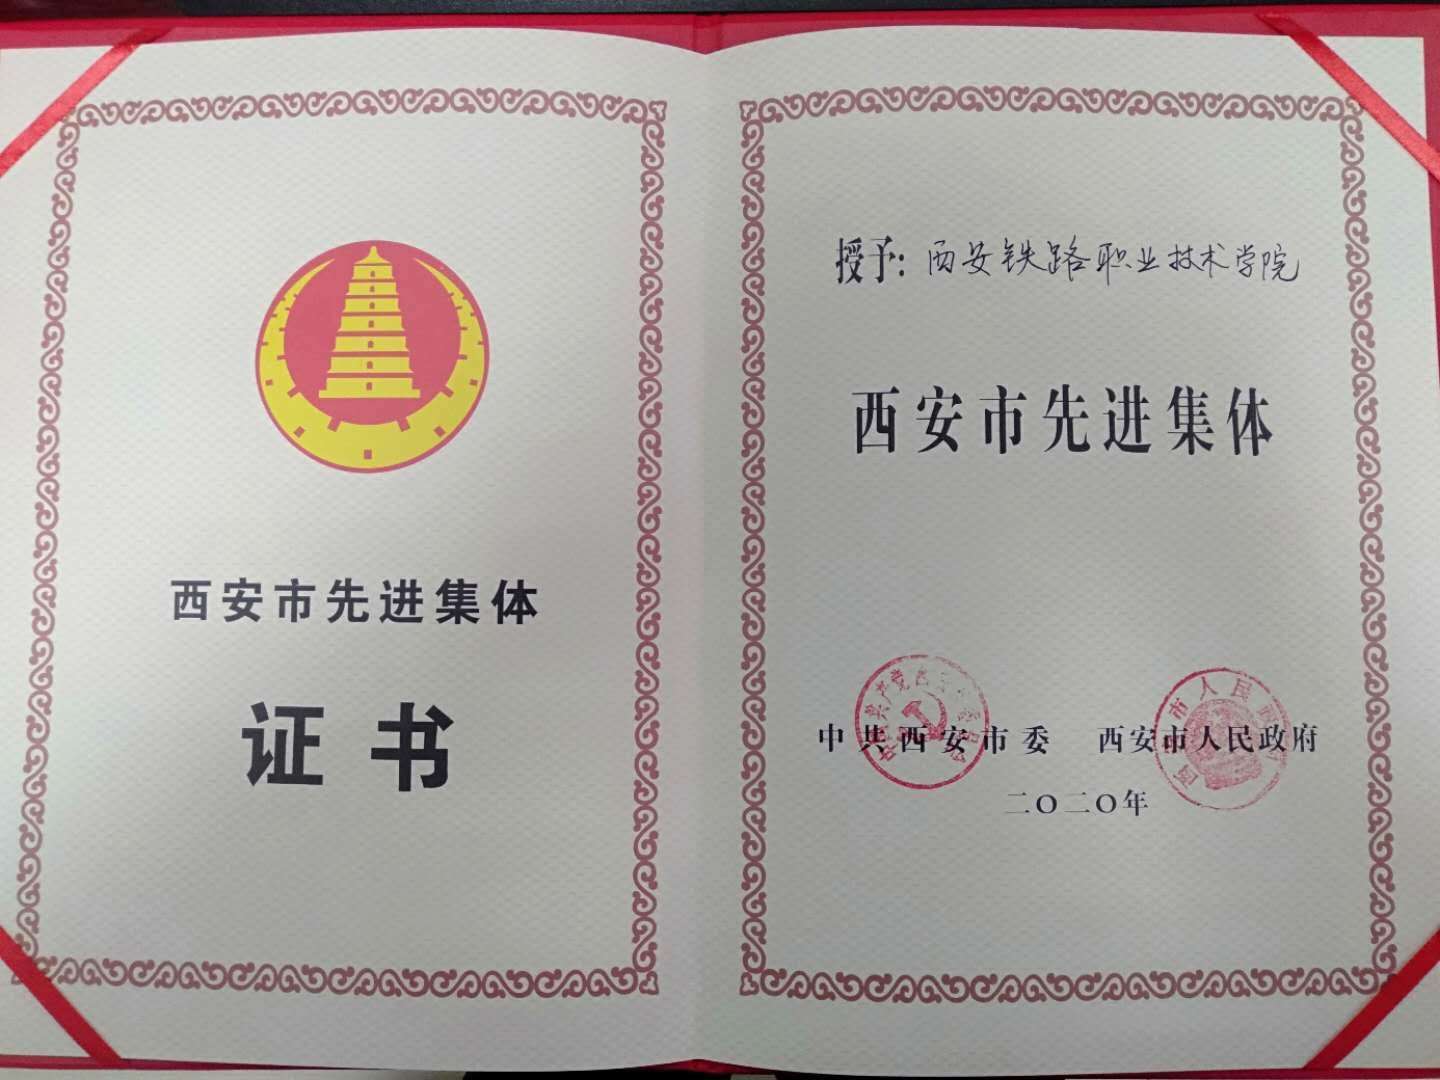 西安市先进集体
证书
授予：西安铁路职业技术学院
西安市先进集体
中共西安市委 西安市人民政府
二〇二〇年